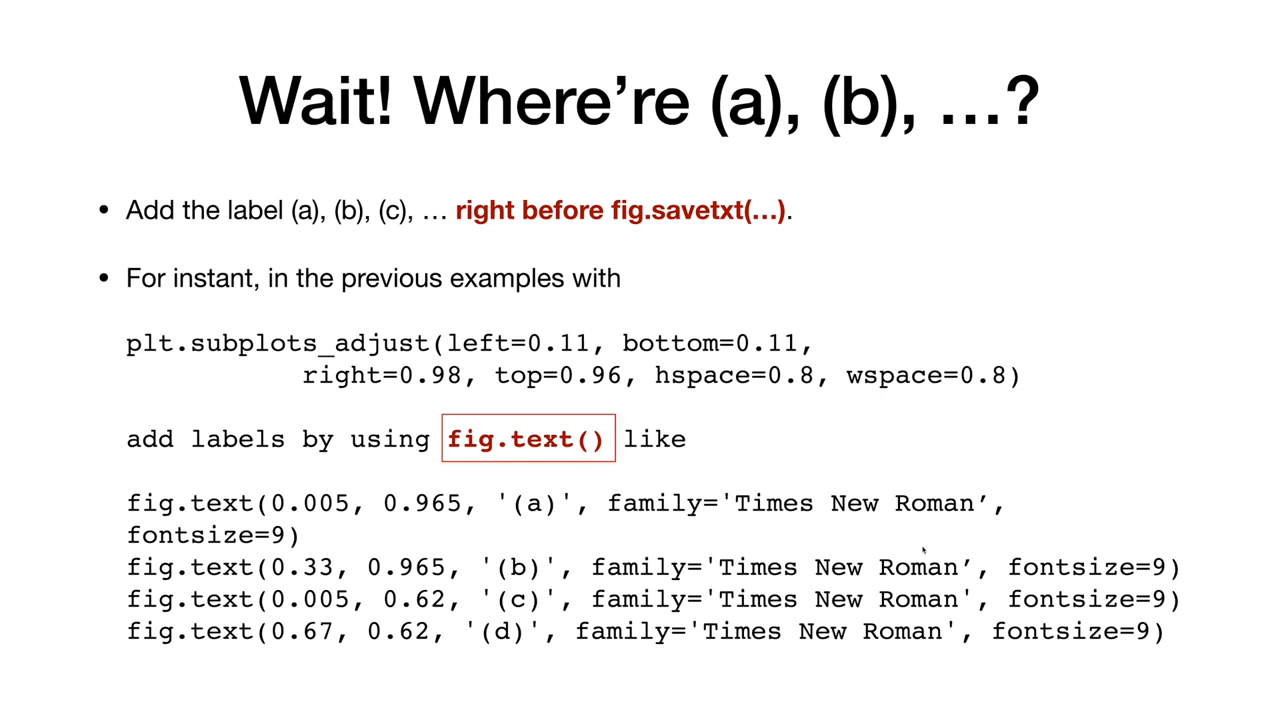 Wait! Where’re (a), (b), …?
• Add the label (a), (b), (c), … right before fig.savetxt(…).
• For instant, in the previous examples with
plt.subplots_adjust(left=0.11, bottom=0.11,
right=0.98, top=0.96, hspace=0.8, wspace=0.8)
add labels by using fig.text() like
fig.text(0.005, 0.965, '(a)', family='Times New Roman’,
fontsize=9)
fig.text(0.33, 0.965, '(b)', family='Times New Roman’, fontsize=9)
fig.text(0.005, 0.62, '(c)', family='Times New Roman', fontsize=9)
fig.text(0.67, 0.62, '(d)', family='Times New Roman', fontsize=9)